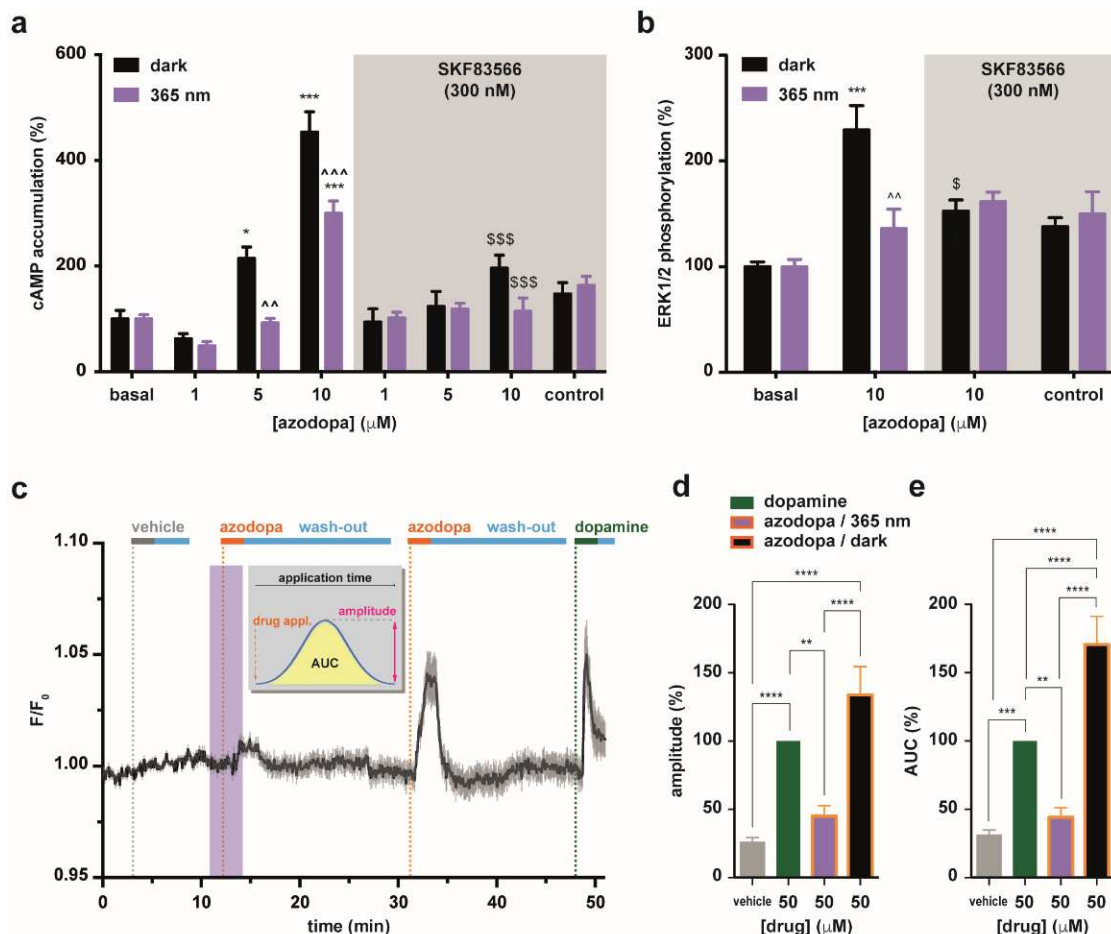 a
600
400
200
0
cAMP accumulation (%)
dark
365 nm
SKF83566
(300 nM)
*
^^
***
^^^
***
$$$
$$$
basal 1 5 10 1 5 10 control
[azodopa] (μM)
b
300
250
200
150
100
50
0
ERK1/2 phosphorylation (%)
dark
365 nm
SKF83566
(300 nM)
***
^^
$
basal 10 10 control
[azodopa] (μM)
c
vehicle azodopa wash-out azodopa wash-out dopamine
1.10
1.05
1.00
0.95
F/F0
application time
drug appl. amplitude
AUC
0 10 20 30 40 50
time (min)
d
dopamine
azodopa / 365 nm
azodopa / dark
****
****
**
****
200
150
100
50
0
amplitude (%)
vehicle 50 50 50
[drug] (μM)
e
****
****
****
**
***
200
150
100
50
0
AUC (%)
vehicle 50 50 50
[drug] (μM)